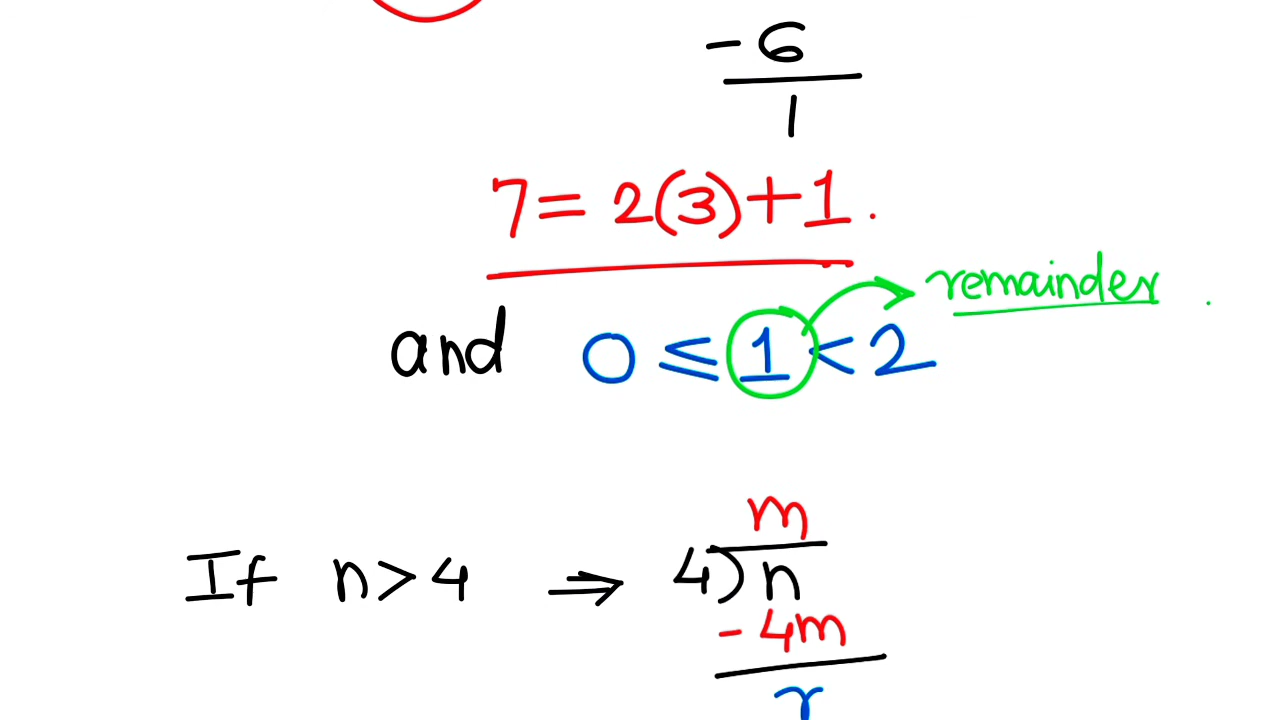 - 6
1
7 = 2(3) + 1 .
remainder .
and 0 ≤ 1 < 2
m
If n > 4 ⇒ 4) n
- 4m
r